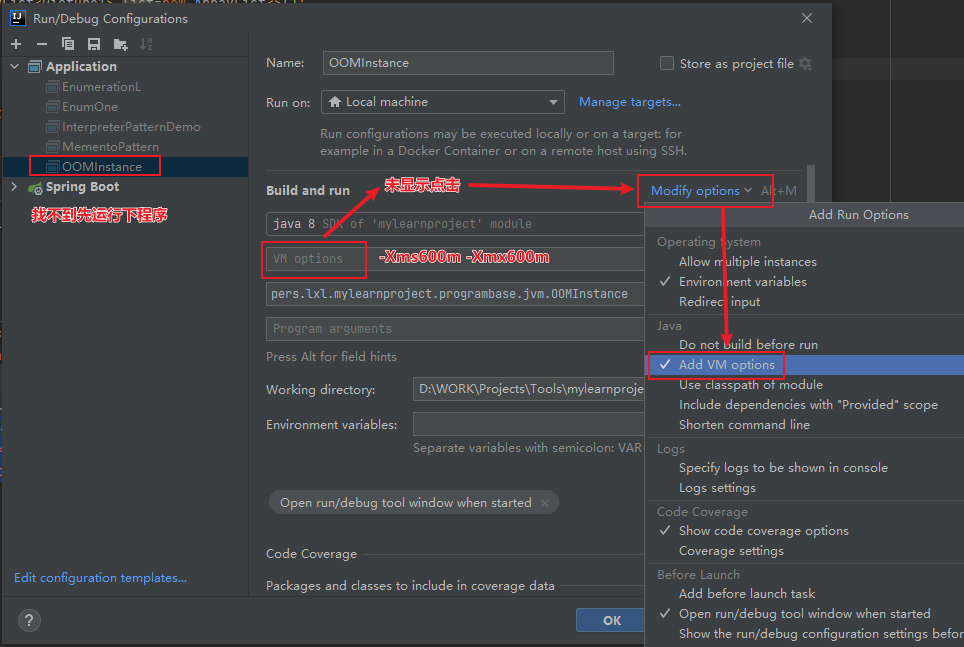 Run/Debug Configurations
Application
EnumerationL
EnumOne
InterpreterPatternDemo
MementoPattern
OOMInstance
Spring Boot
找不到先运行下程序
Edit configuration templates...
?
Name:
OOMInstance
Store as project file
Run on:
Local machine
Manage targets...
Run configurations may be executed locally or on a target: for
example in a Docker Container or on a remote host using SSH.
Build and run
未显示点击
Modify options
Alt+M
java 8 SDK of 'mylearnproject' module
VM options
-Xms600m -Xmx600m
pers.lxl.mylearnproject.programbase.jvm.OOMInstance
Program arguments
Press Alt for field hints
Working directory:
D:\WORK\Projects\Tools\mylearnproje
Environment variables:
Separate variables with semicolon: VAR
Open run/debug tool window when started
Code Coverage
Packages and classes to include in coverage data
OK
Add Run Options
Operating System
Allow multiple instances
Environment variables
Redirect input
Java
Do not build before run
Add VM options
Use classpath of module
Include dependencies with "Provided" scope
Shorten command line
Logs
Specify logs to be shown in console
Logs settings
Code Coverage
Show code coverage options
Coverage settings
Before Launch
Add before launch task
Open run/debug tool window when started
Show the run/debug configuration settings befor